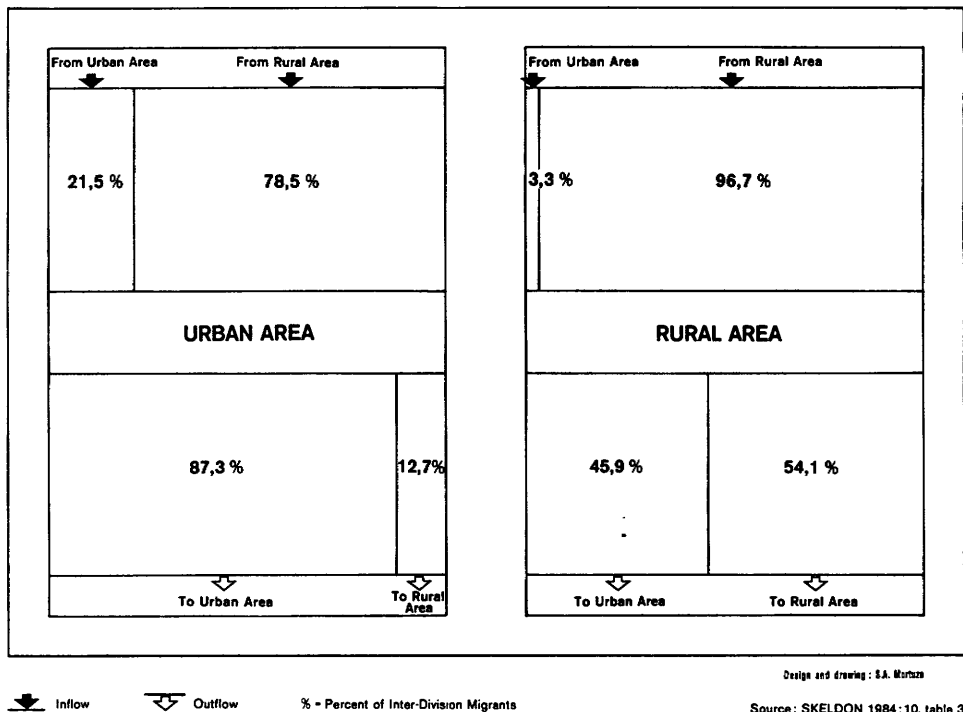 From Urban Area From Rural Area
21,5 % 78,5 %
URBAN AREA
87,3 % 12,7%
To Urban Area To Rural Area
From Urban Area From Rural Area
3,3 % 96,7 %
RURAL AREA
45,9 % 54,1 %
To Urban Area To Rural Area
Design and drawing : S.A. Mortuza
Inflow Outflow % - Percent of Inter-Division Migrants
Source: SKELDON 1984:10, table 3